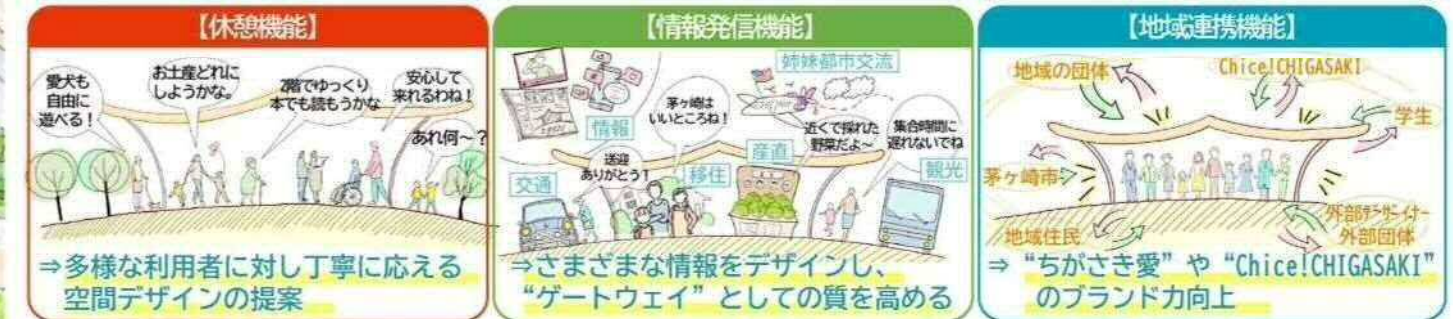 【休憩機能】
愛犬も
自由に
遊べる！
お土産どれに
しようかな。
2階でゆっくり
本でも読もうかな
安心して
来れるわね！
あれ何〜？
⇒多様な利用者に対し丁寧に応える
空間デザインの提案
【情報発信機能】
姉妹都市交流
情報
茅ヶ崎は
いいところね！
近くで採れた
野菜だよ〜
集合時間に
遅れないでね
送迎
ありがとう！
交通
移住
産直
観光
⇒さまざまな情報をデザインし、
“ゲートウェイ”としての質を高める
【地域連携機能】
地域の団体
Chice!CHIGASAKI
学生
茅ヶ崎市
地域住民
外部デザイナー
外部団体
⇒ “ちがさき愛” や “Chice!CHIGASAKI”
のブランド力向上